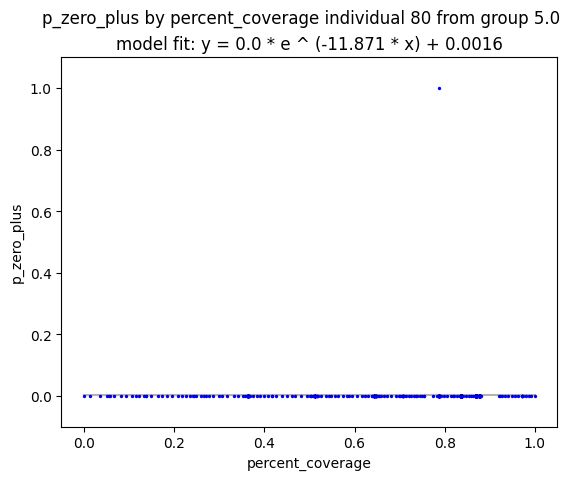 p_zero_plus by percent_coverage individual 80 from group 5.0
model fit: y = 0.0 * e ^ (-11.871 * x) + 0.0016
1.0
0.8
0.6
0.4
0.2
0.0
p_zero_plus
0.0 0.2 0.4 0.6 0.8 1.0
percent_coverage